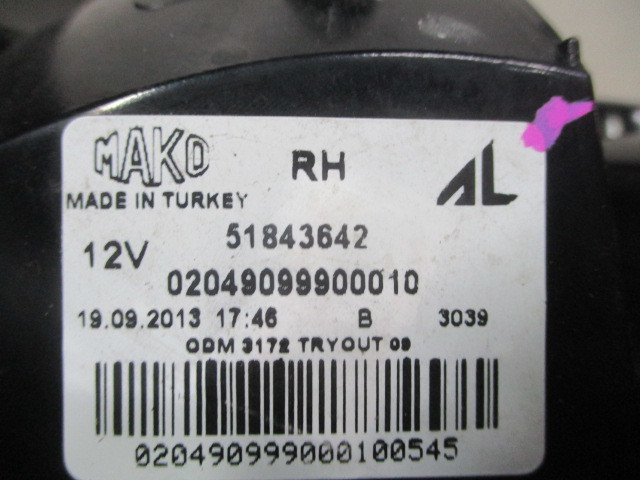 MAKO RH AL
MADE IN TURKEY
12V 51843642
02049099900010
19.09.2013 17:46 B 3039
ODM 3172 TRYOUT 09
020490999000100545